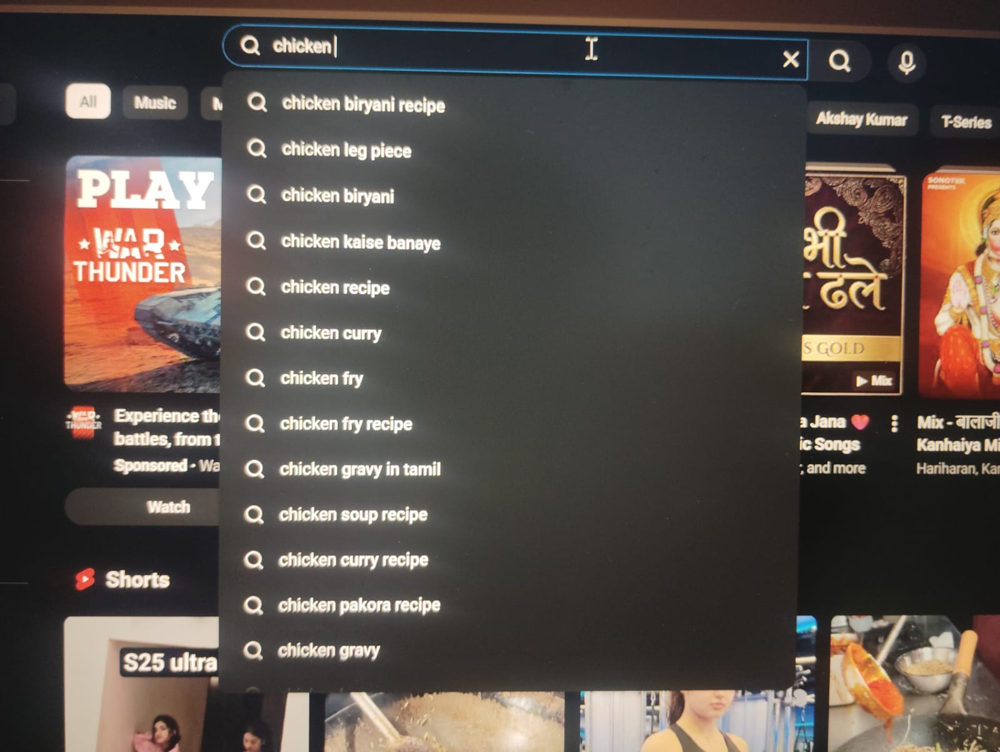 chicken
All
Music
M
Akshay Kumar
T-Series
chicken biryani recipe
chicken leg piece
chicken biryani
chicken kaise banaye
chicken recipe
chicken curry
chicken fry
chicken fry recipe
chicken gravy in tamil
chicken soup recipe
chicken curry recipe
chicken pakora recipe
chicken gravy
PLAY
WAR
THUNDER
WAR
THUNDER
Experience the
battles, from t
Sponsored • Wa
Watch
भी
ढले
S GOLD
Mix
a Jana
ic Songs
, and more
SONOTEK
PRESENTS
Mix - बालाजी
Kanhaiya Mi
Hariharan, Kar
Shorts
S25 ultra